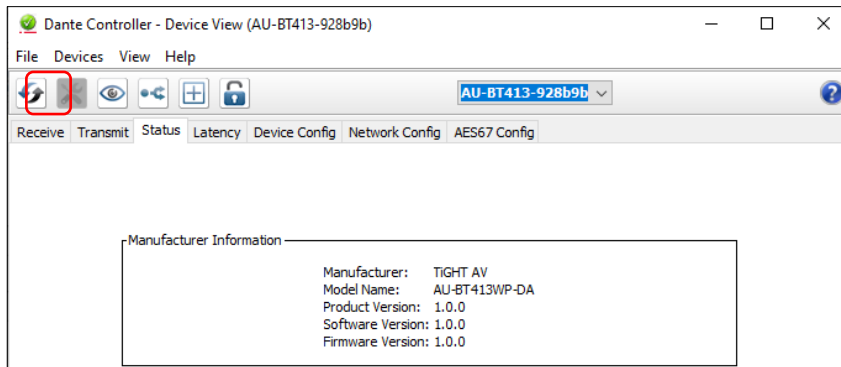 Dante Controller - Device View (AU-BT413-928b9b)
File Devices View Help
AU-BT413-928b9b
?
Receive Transmit Status Latency Device Config Network Config AES67 Config
Manufacturer Information
Manufacturer: TiGHT AV
Model Name: AU-BT413WP-DA
Product Version: 1.0.0
Software Version: 1.0.0
Firmware Version: 1.0.0